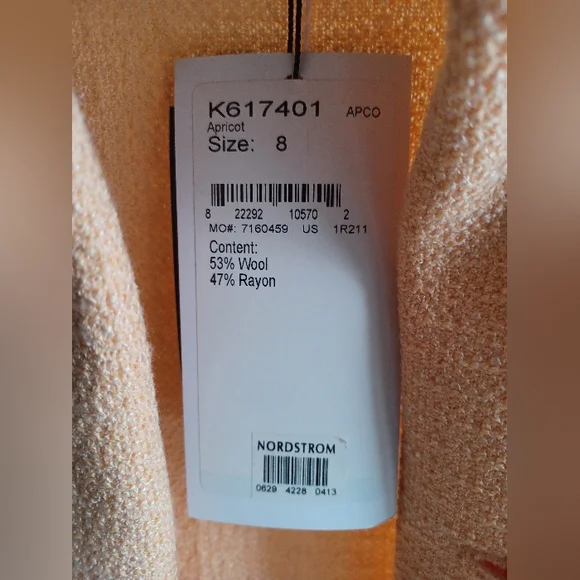 K617401 APCO
Apricot
Size: 8
8 22292 10570 2
MO#: 7160459 US 1R211
Content:
53% Wool
47% Rayon
NORDSTROM
0629 4228 0413